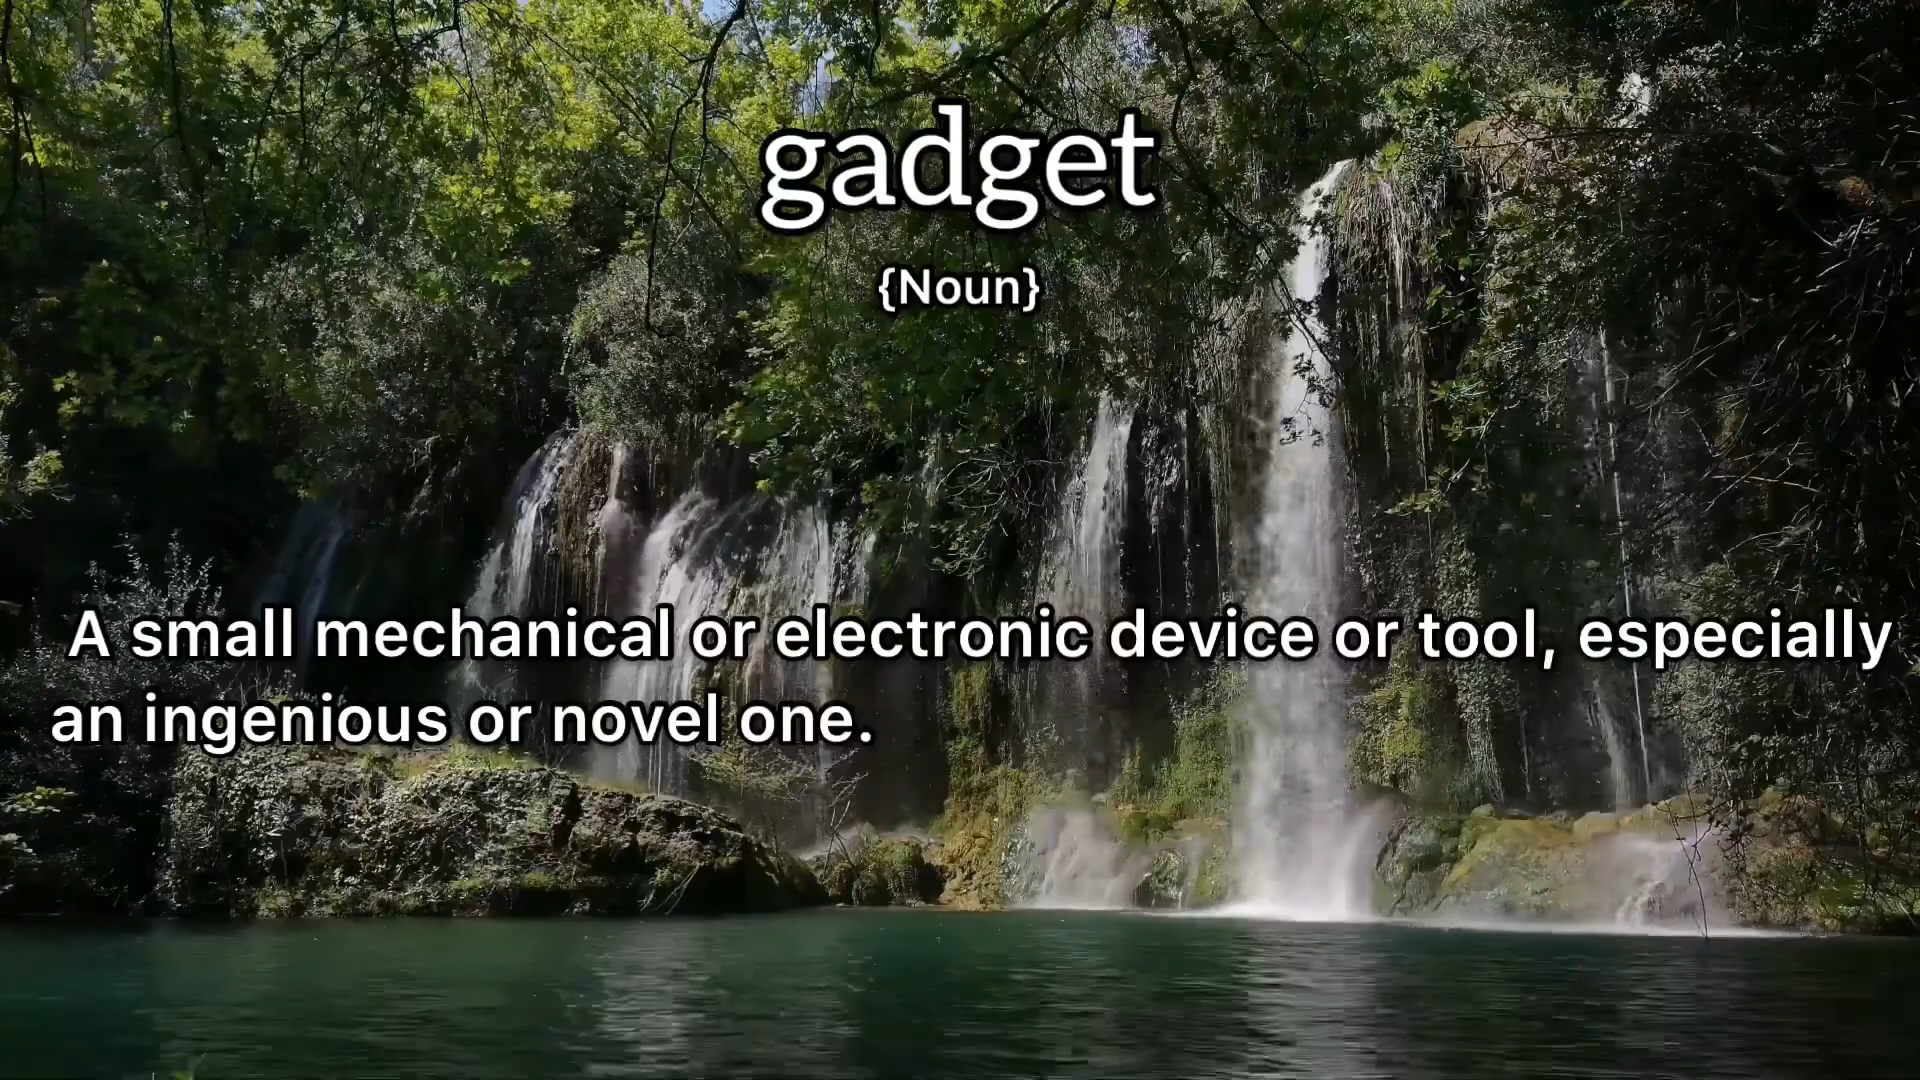 gadget
{Noun}
A small mechanical or electronic device or tool, especially
an ingenious or novel one.